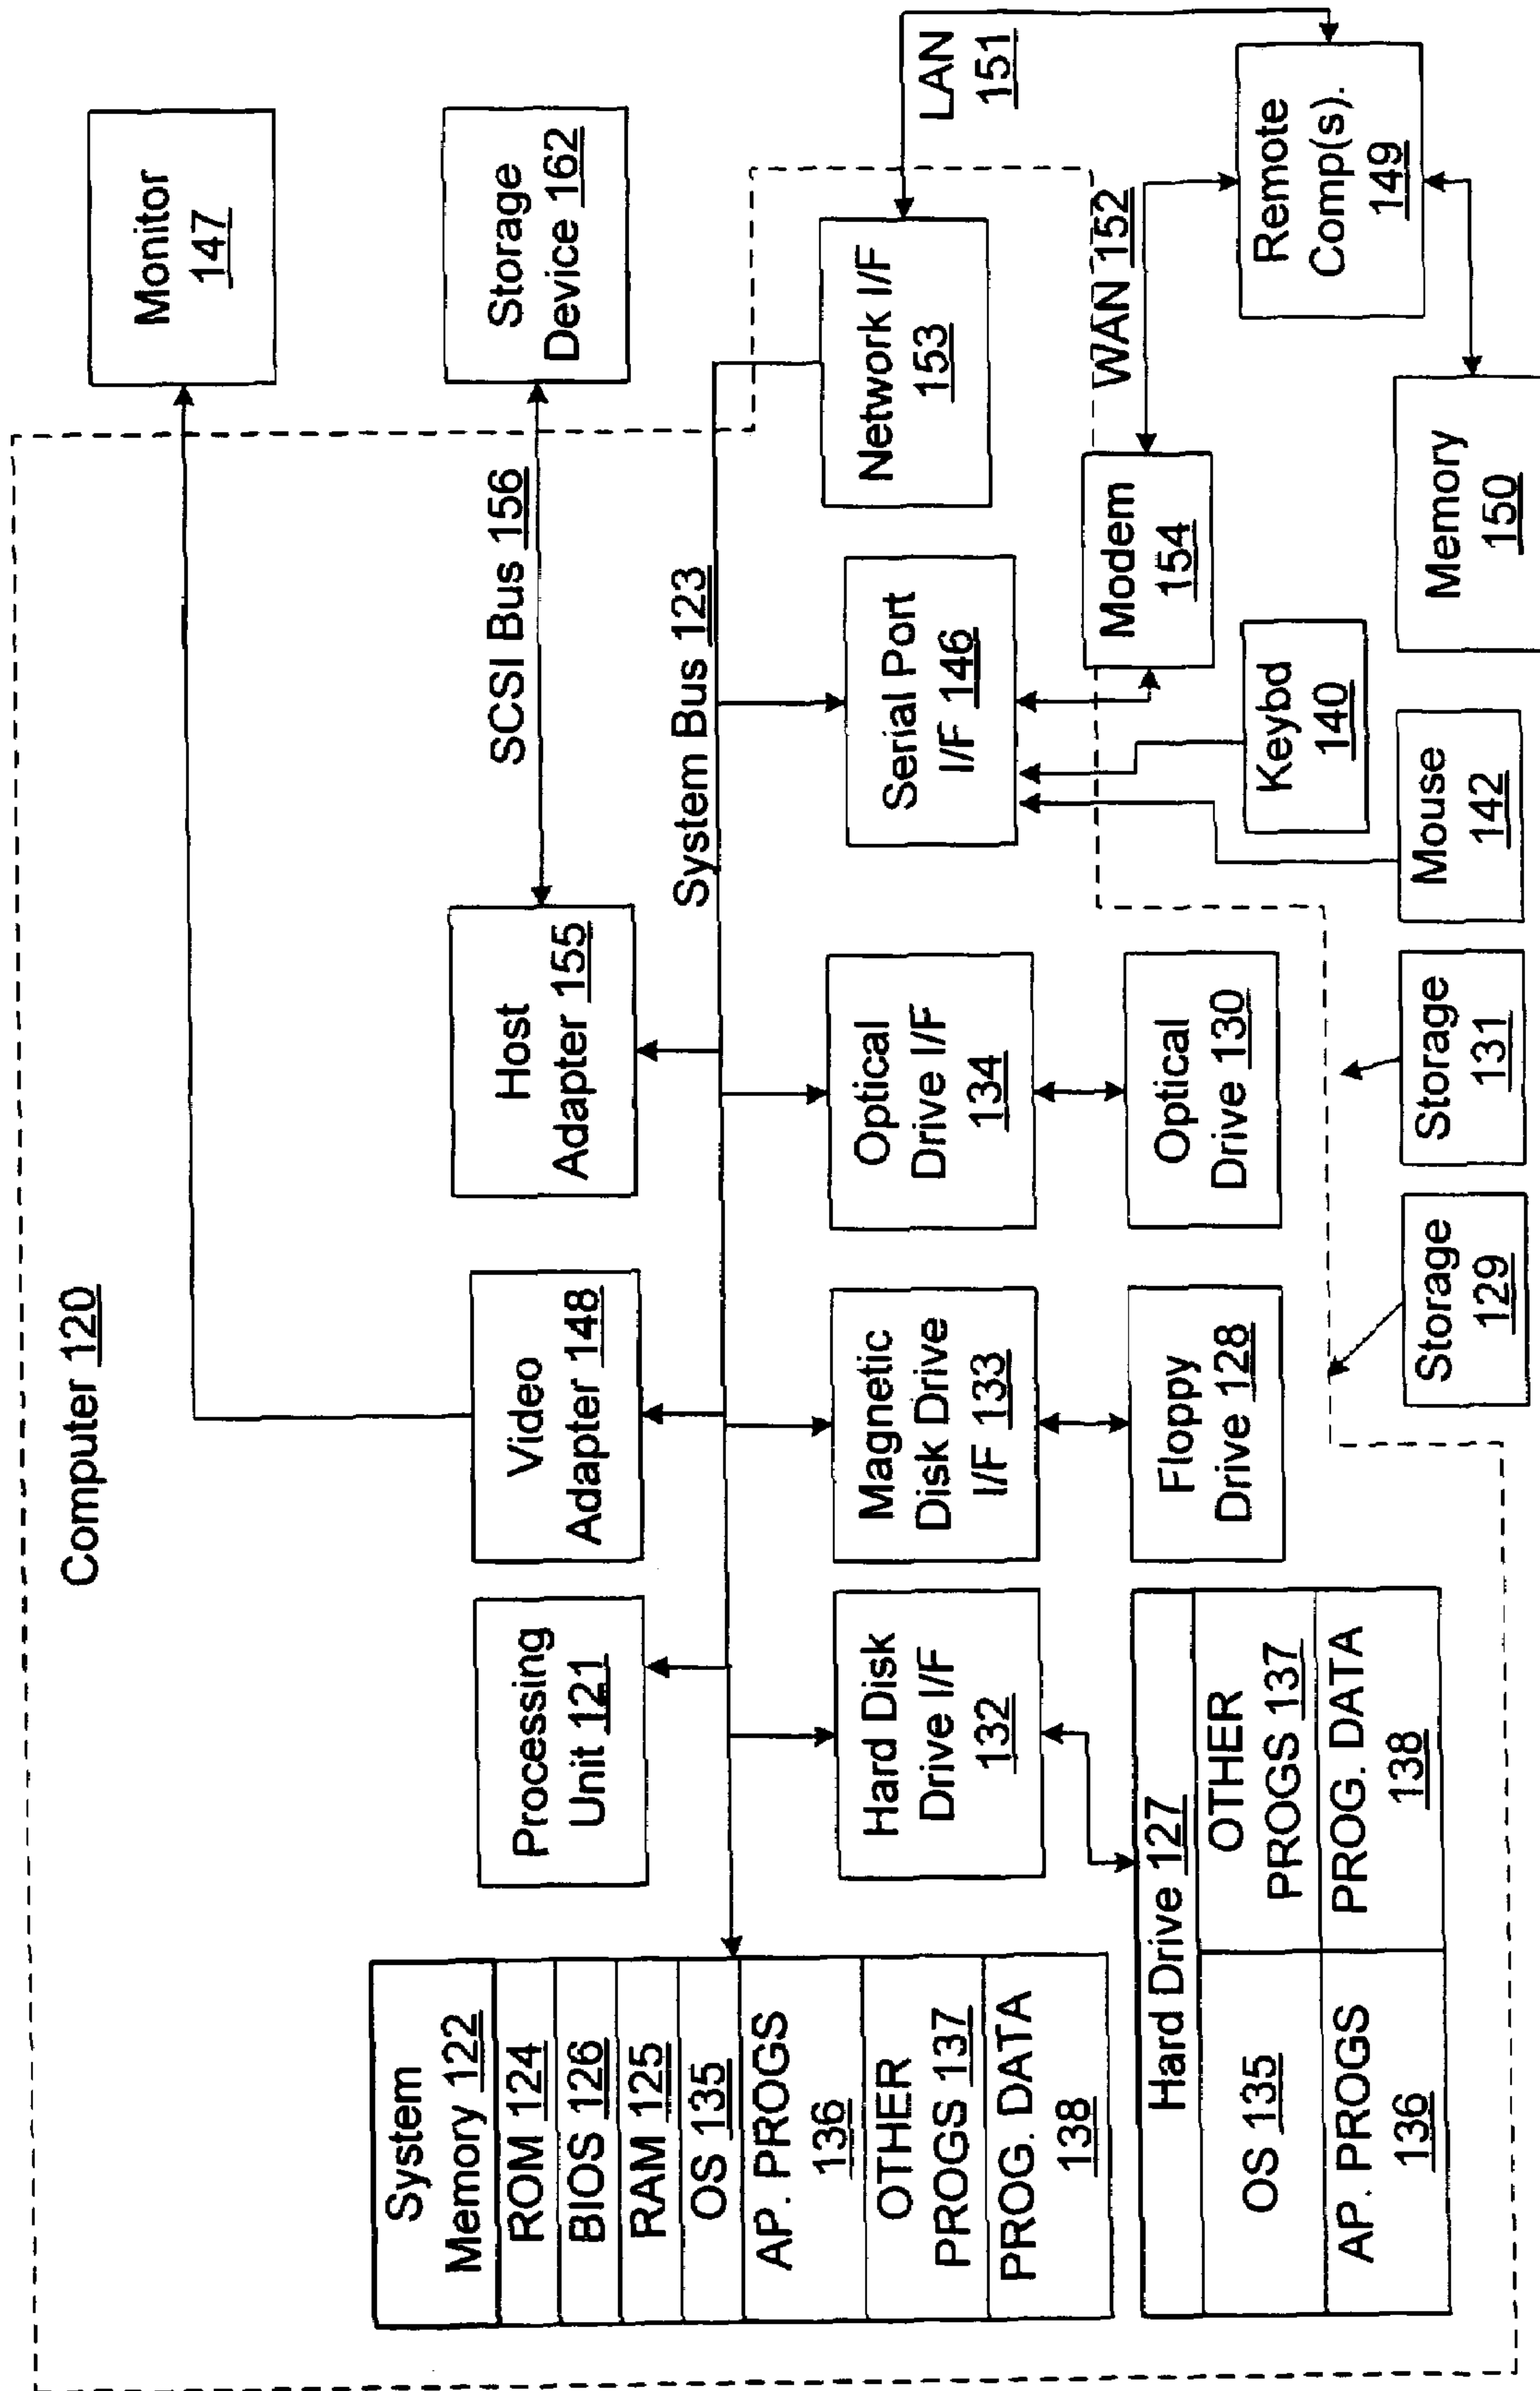 Computer 120
Monitor
147
System
Memory 122
ROM 124
BIOS 126
RAM 125
OS 135
AP. PROGS
136
OTHER
PROGS 137
PROG. DATA
138
Processing
Unit 121
Video
Adapter 148
Host
Adapter 155
SCSI Bus 156
Storage
Device 162
System Bus 123
Hard Disk
Drive I/F
132
Magnetic
Disk Drive
I/F 133
Optical
Drive I/F
134
Serial Port
I/F 146
Network I/F
153
LAN
151
Hard Drive 127
OS 135
OTHER
PROGS 137
AP. PROGS
136
PROG. DATA
138
Floppy
Drive 128
Optical
Drive 130
Modem
154
WAN 152
Keybd
140
Remote
Comp(s).
149
Storage
129
Storage
131
Mouse
142
Memory
150